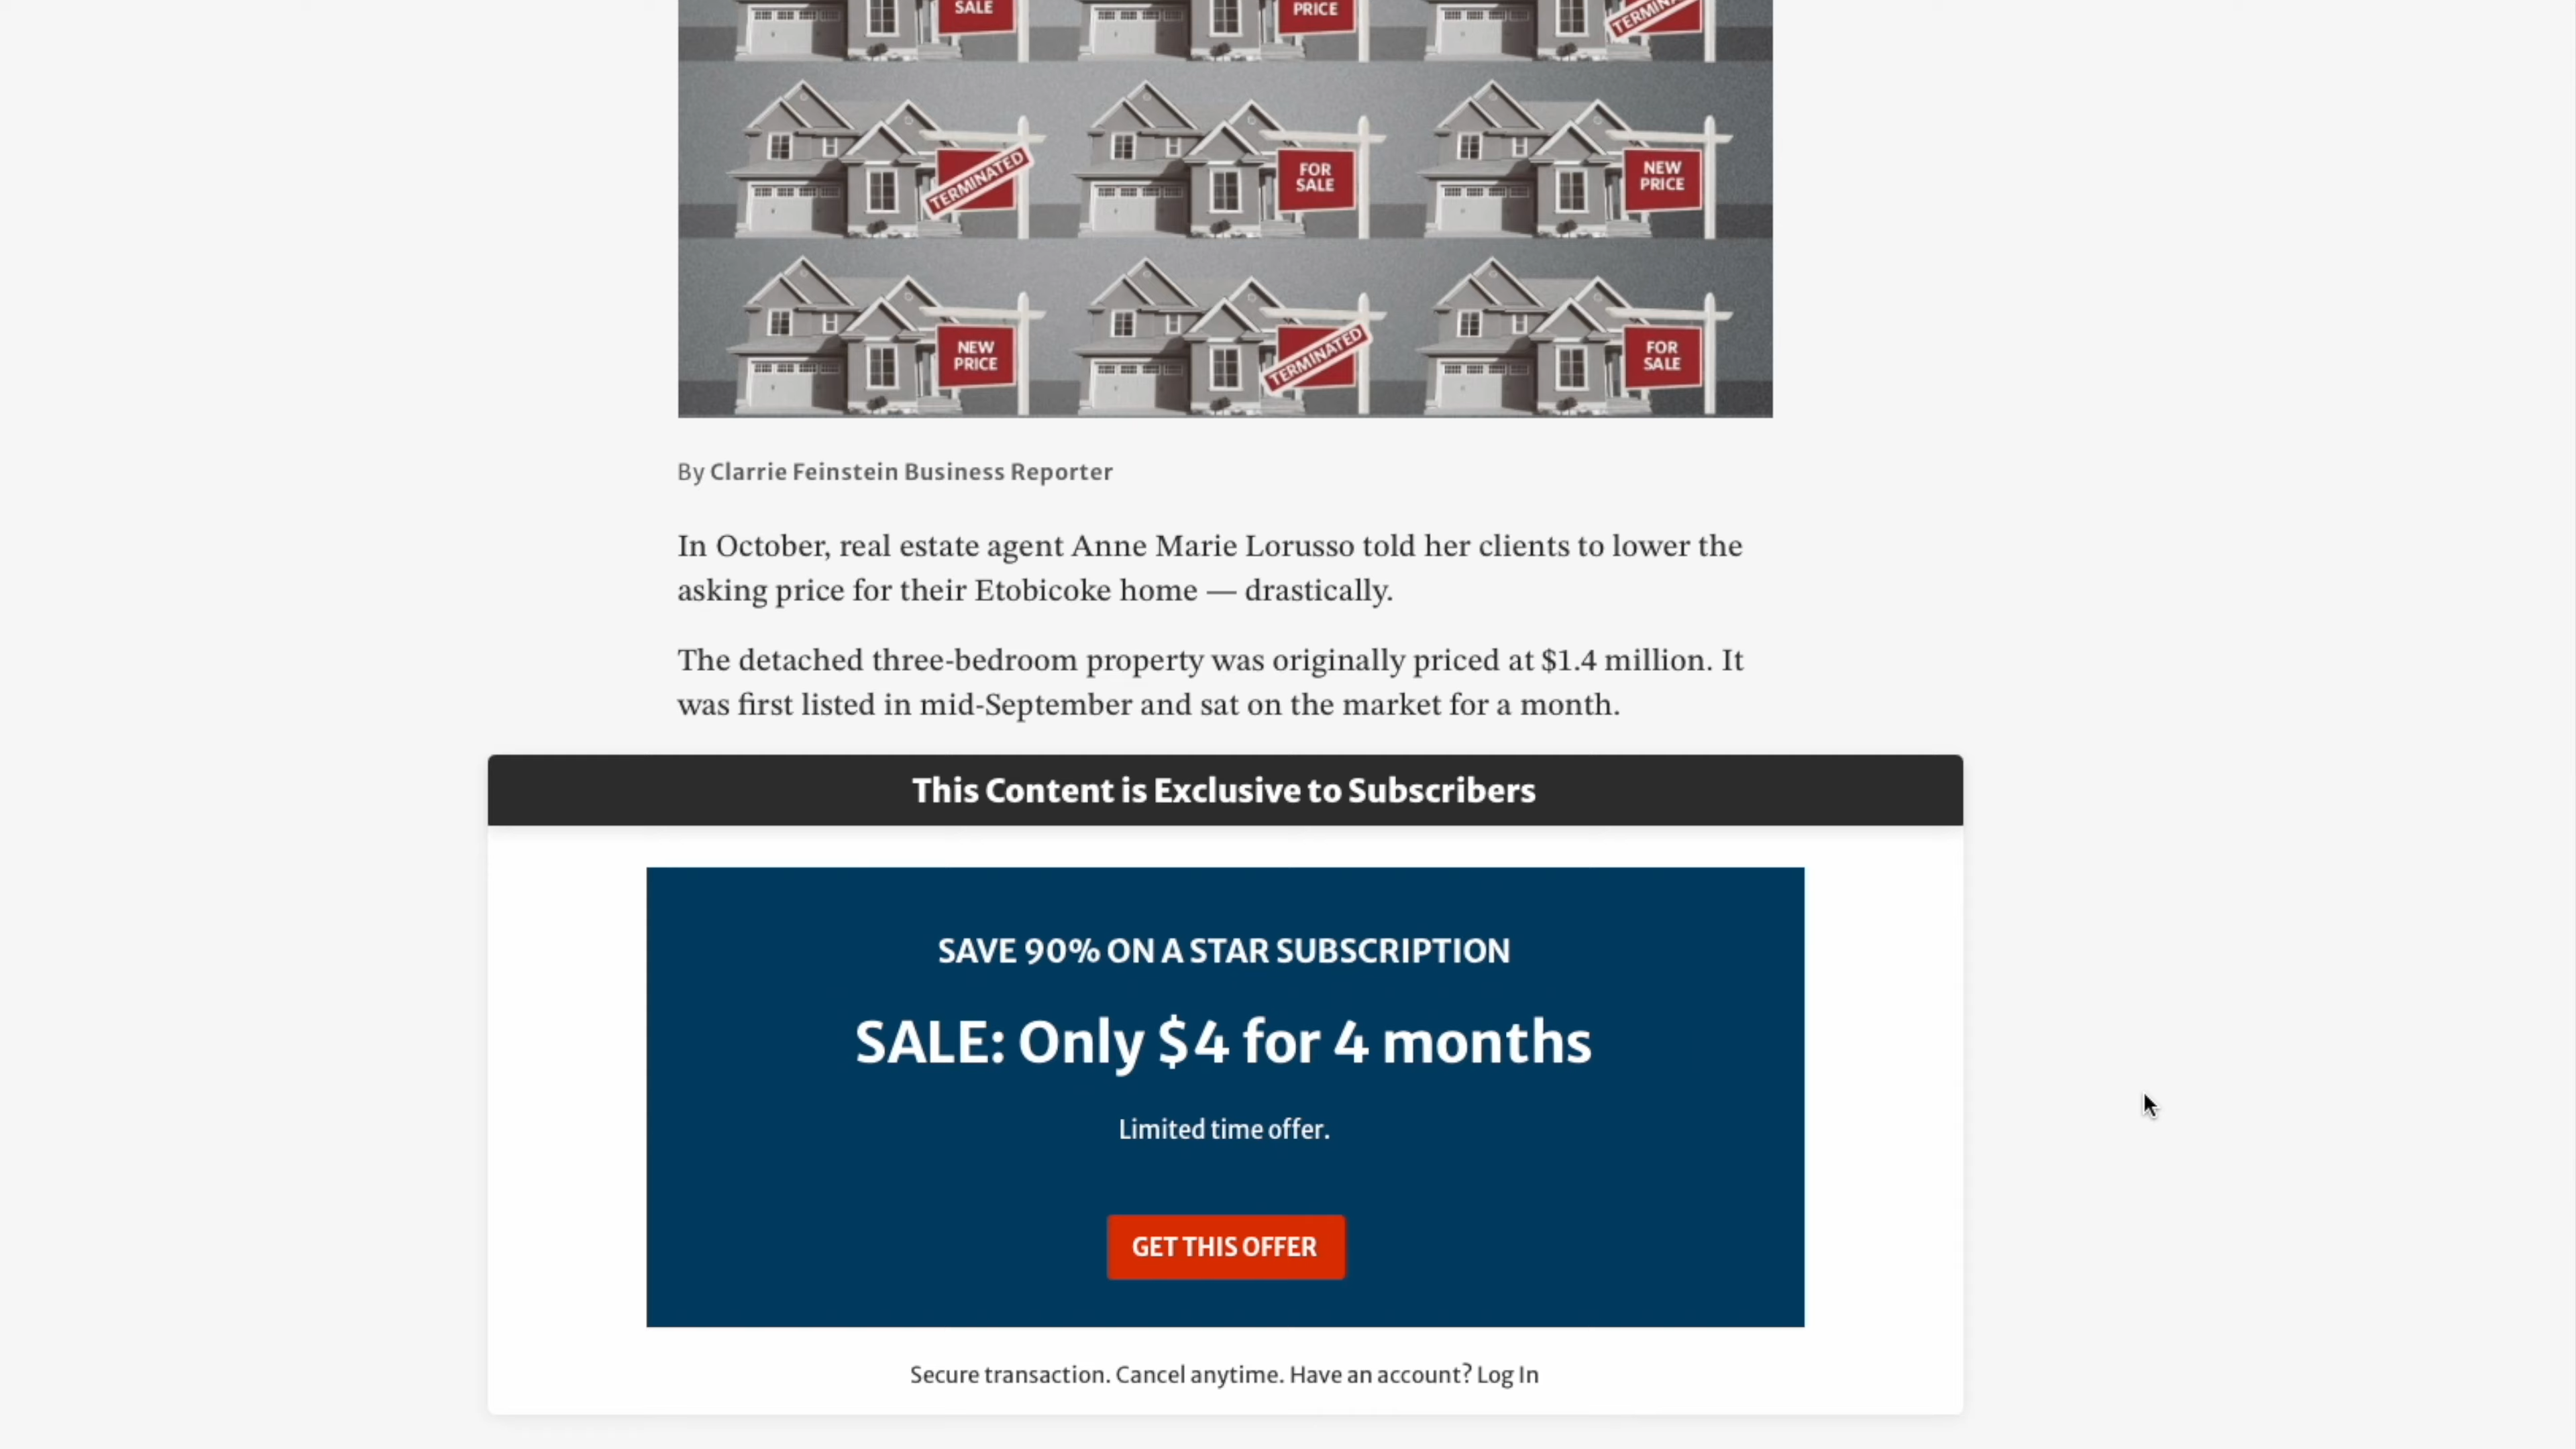 SALE
PRICE
TERMINATED
FOR
SALE
NEW
PRICE
NEW
PRICE
TERMINATED
FOR
SALE
By Clarrie Feinstein Business Reporter
In October, real estate agent Anne Marie Lorusso told her clients to lower the
asking price for their Etobicoke home — drastically.
The detached three-bedroom property was originally priced at $1.4 million. It
was first listed in mid-September and sat on the market for a month.
This Content is Exclusive to Subscribers
SAVE 90% ON A STAR SUBSCRIPTION
SALE: Only $4 for 4 months
Limited time offer.
GET THIS OFFER
Secure transaction. Cancel anytime. Have an account? Log In